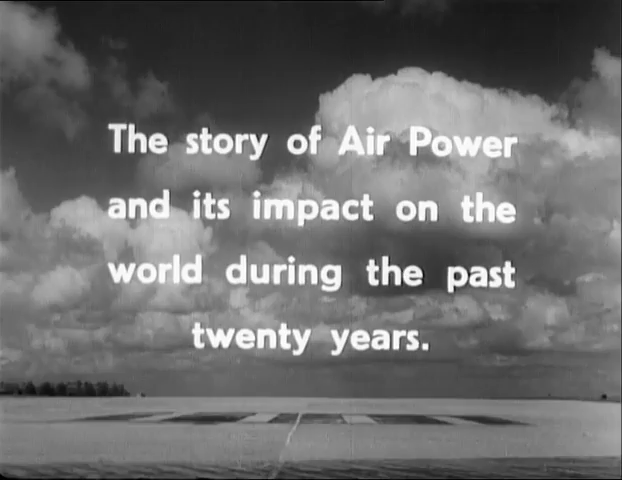 The story of Air Power
and its impact on the
world during the past
twenty years.